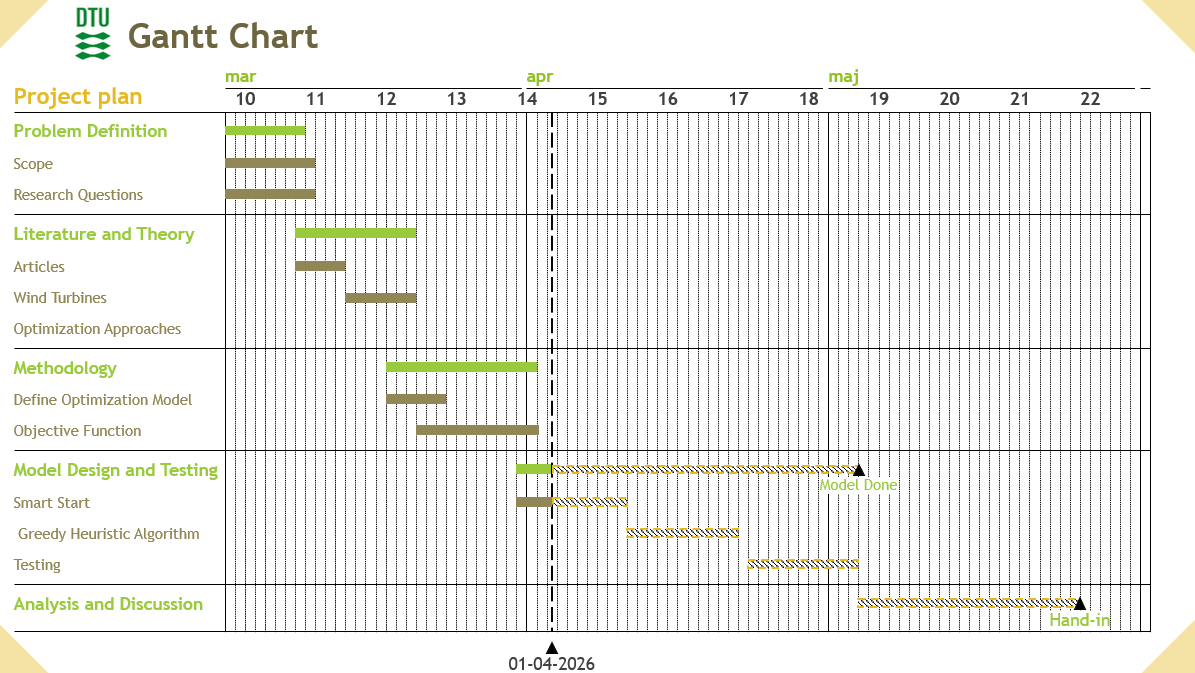 DTU
Gantt Chart
mar apr maj
Project plan
10 11 12 13 14 15 16 17 18 19 20 21 22
Problem Definition
Scope
Research Questions
Literature and Theory
Articles
Wind Turbines
Optimization Approaches
Methodology
Define Optimization Model
Objective Function
Model Design and Testing
Model Done
Smart Start
Greedy Heuristic Algorithm
Testing
Analysis and Discussion
Hand-in
01-04-2026